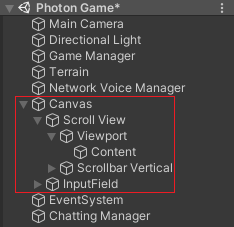 Photon Game*
Main Camera
Directional Light
Game Manager
Terrain
Network Voice Manager
Canvas
Scroll View
Viewport
Content
Scrollbar Vertical
InputField
EventSystem
Chatting Manager